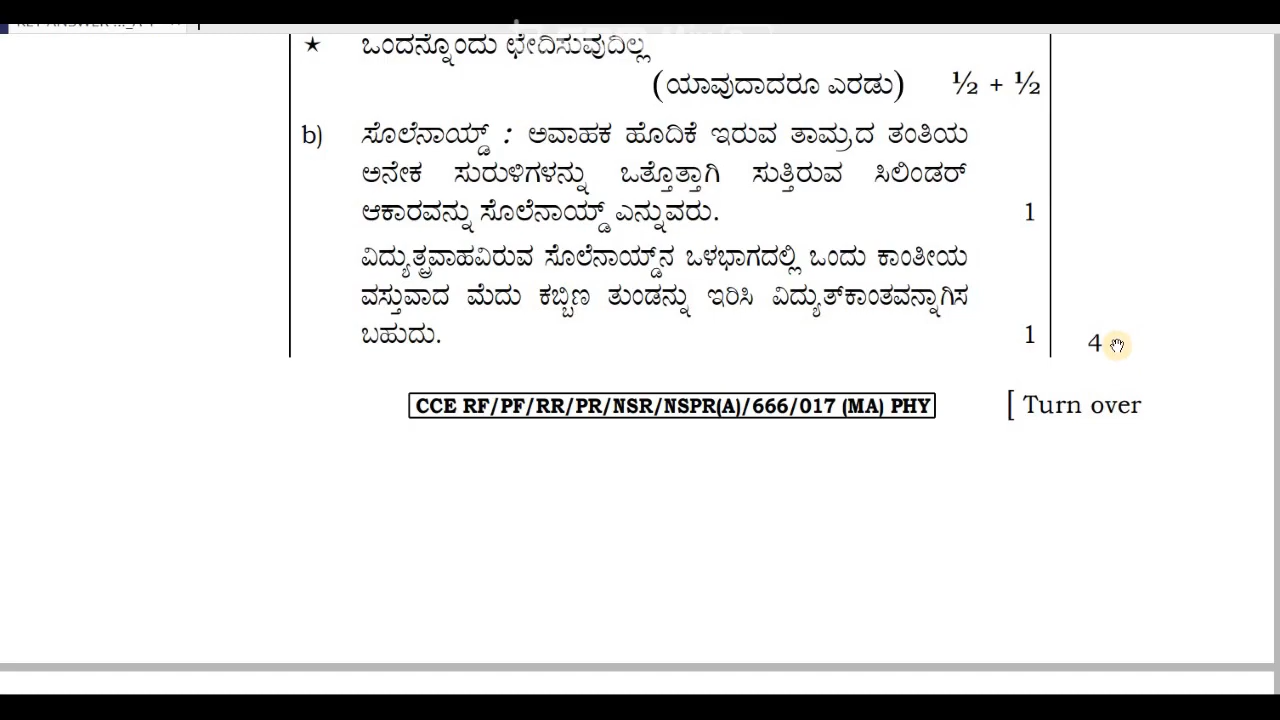 ★ ಒಂದನ್ನೊಂದು ಛೇದಿಸುವುದಿಲ್ಲ
(ಯಾವುದಾದರೂ ಎರಡು) ½ + ½
b) ಸೊಲೆನಾಯ್ಡ್ : ಅವಾಹಕ ಹೊದಿಕೆ ಇರುವ ತಾಮ್ರದ ತಂತಿಯ
ಅನೇಕ ಸುರುಳಿಗಳನ್ನು ಒತ್ತೊತ್ತಾಗಿ ಸುತ್ತಿರುವ ಸಿಲಿಂಡರ್
ಆಕಾರವನ್ನು ಸೊಲೆನಾಯ್ಡ್ ಎನ್ನುವರು. 1
ವಿದ್ಯುತ್ಪ್ರವಾಹವಿರುವ ಸೊಲೆನಾಯ್ಡ್‌ನ ಒಳಭಾಗದಲ್ಲಿ ಒಂದು ಕಾಂತೀಯ
ವಸ್ತುವಾದ ಮೆದು ಕಬ್ಬಿಣ ತುಂಡನ್ನು ಇರಿಸಿ ವಿದ್ಯುತ್‌ಕಾಂತವನ್ನಾಗಿಸ
ಬಹುದು. 1 4
CCE RF/PF/RR/PR/NSR/NSPR(A)/666/017 (MA) PHY [ Turn over